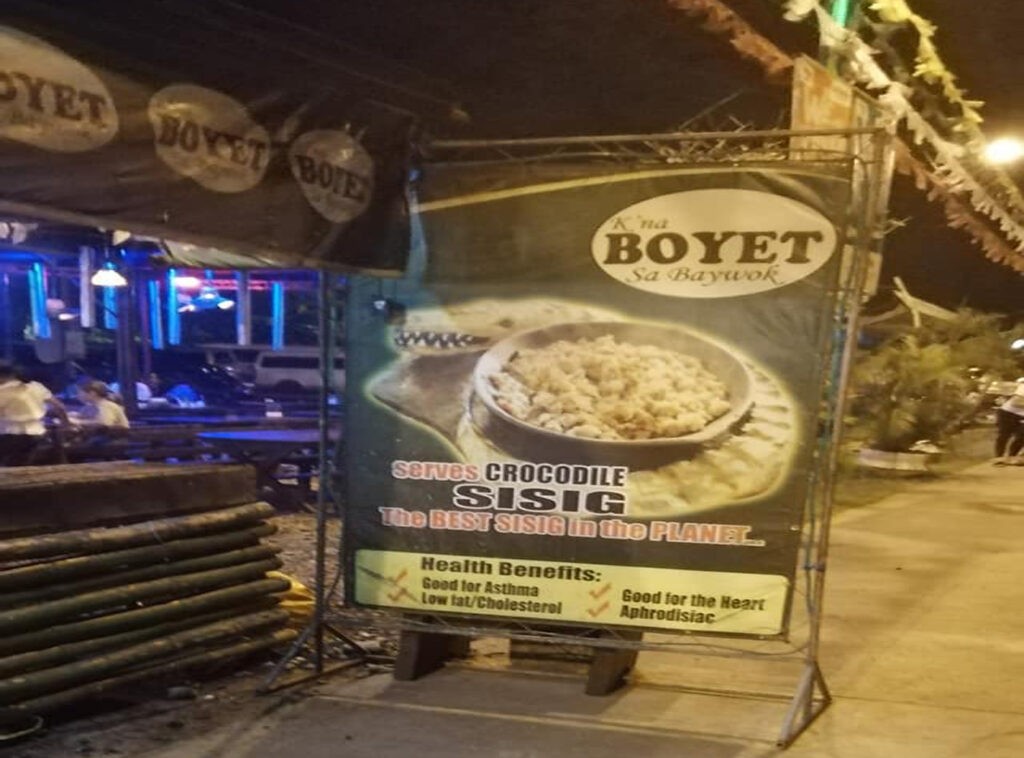 BOYET
BOYET
BOYET
K'na
BOYET
Sa Baywok
serves CROCODILE
SISIG
The BEST SISIG in the PLANET...
Health Benefits:
Good for Asthma
Low fat/Cholesterol
Good for the Heart
Aphrodisiac